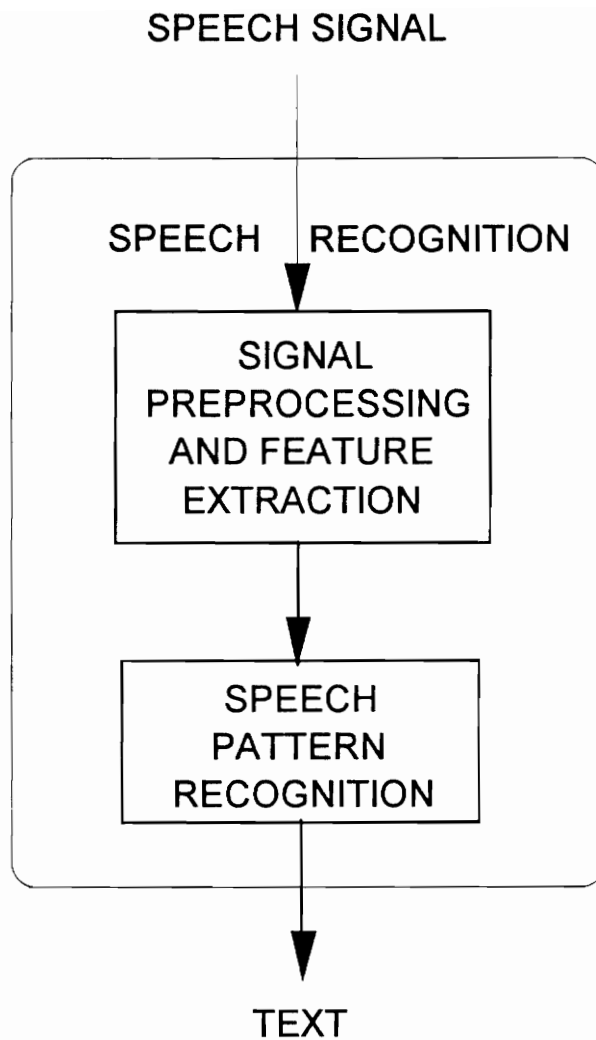 SPEECH SIGNAL
SPEECH RECOGNITION
SIGNAL
PREPROCESSING
AND FEATURE
EXTRACTION
SPEECH
PATTERN
RECOGNITION
TEXT